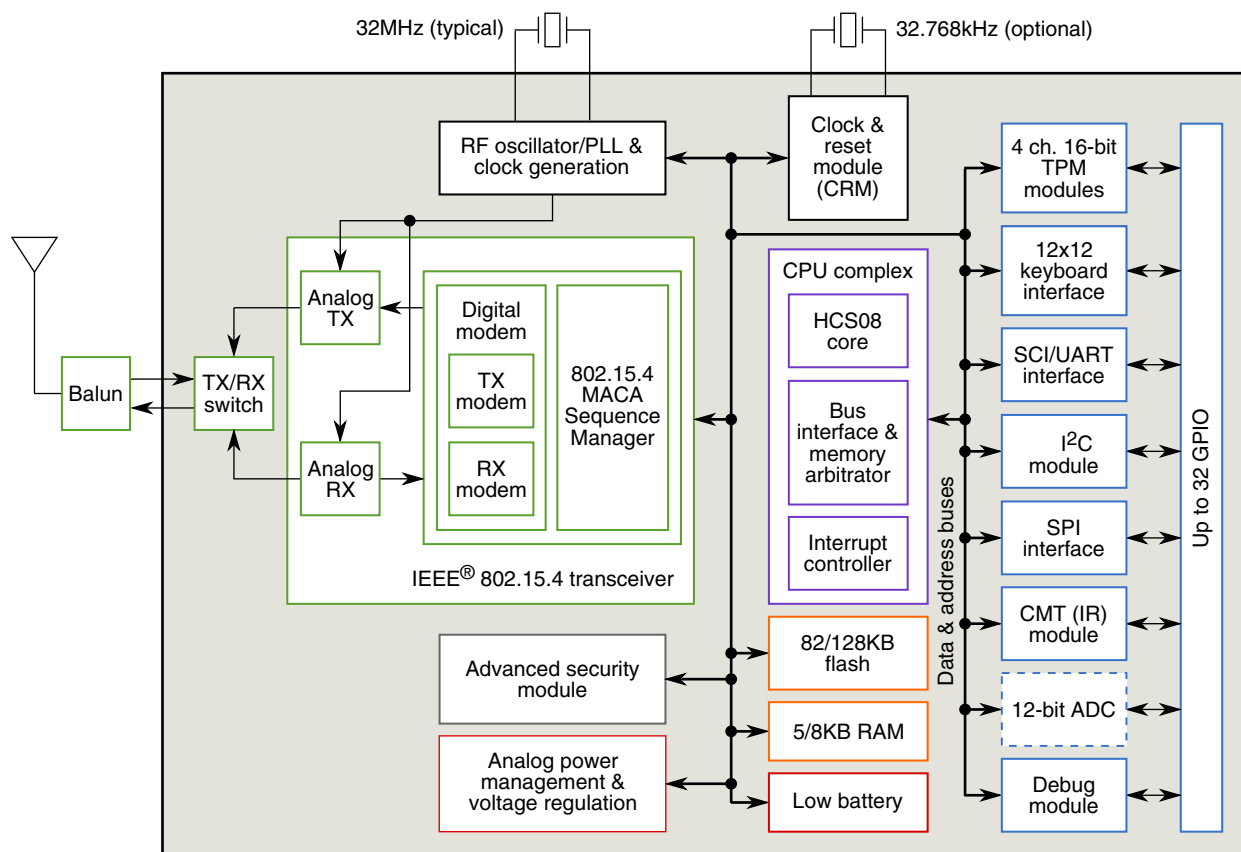 32MHz (typical)
32.768kHz (optional)
RF oscillator/PLL &
clock generation
Clock &
reset
module
(CRM)
4 ch. 16-bit
TPM
modules
12x12
keyboard
interface
SCI/UART
interface
I²C
module
SPI
interface
CMT (IR)
module
12-bit ADC
Debug
module
Up to 32 GPIO
Data & address buses
CPU complex
HCS08
core
Bus
interface &
memory
arbitrator
Interrupt
controller
Balun
TX/RX
switch
Analog
TX
Analog
RX
Digital
modem
TX
modem
RX
modem
802.15.4
MACA
Sequence
Manager
IEEE® 802.15.4 transceiver
Advanced security
module
Analog power
management &
voltage regulation
82/128KB
flash
5/8KB RAM
Low battery